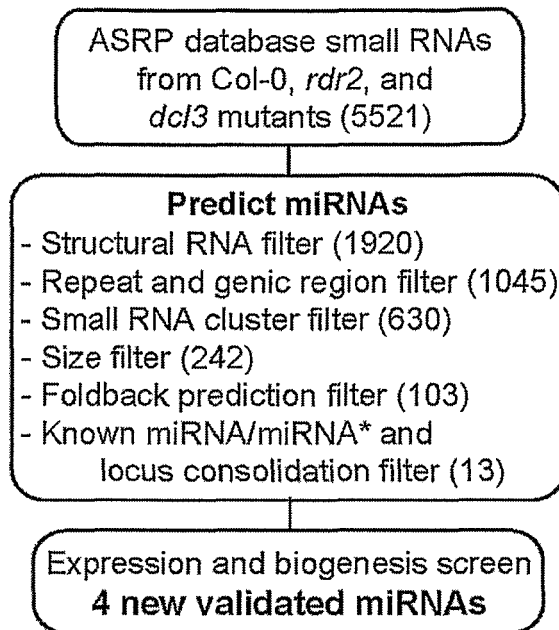 ASRP database small RNAs
from Col-0, rdr2, and
dcl3 mutants (5521)
Predict miRNAs
- Structural RNA filter (1920)
- Repeat and genic region filter (1045)
- Small RNA cluster filter (630)
- Size filter (242)
- Foldback prediction filter (103)
- Known miRNA/miRNA* and
locus consolidation filter (13)
Expression and biogenesis screen
4 new validated miRNAs